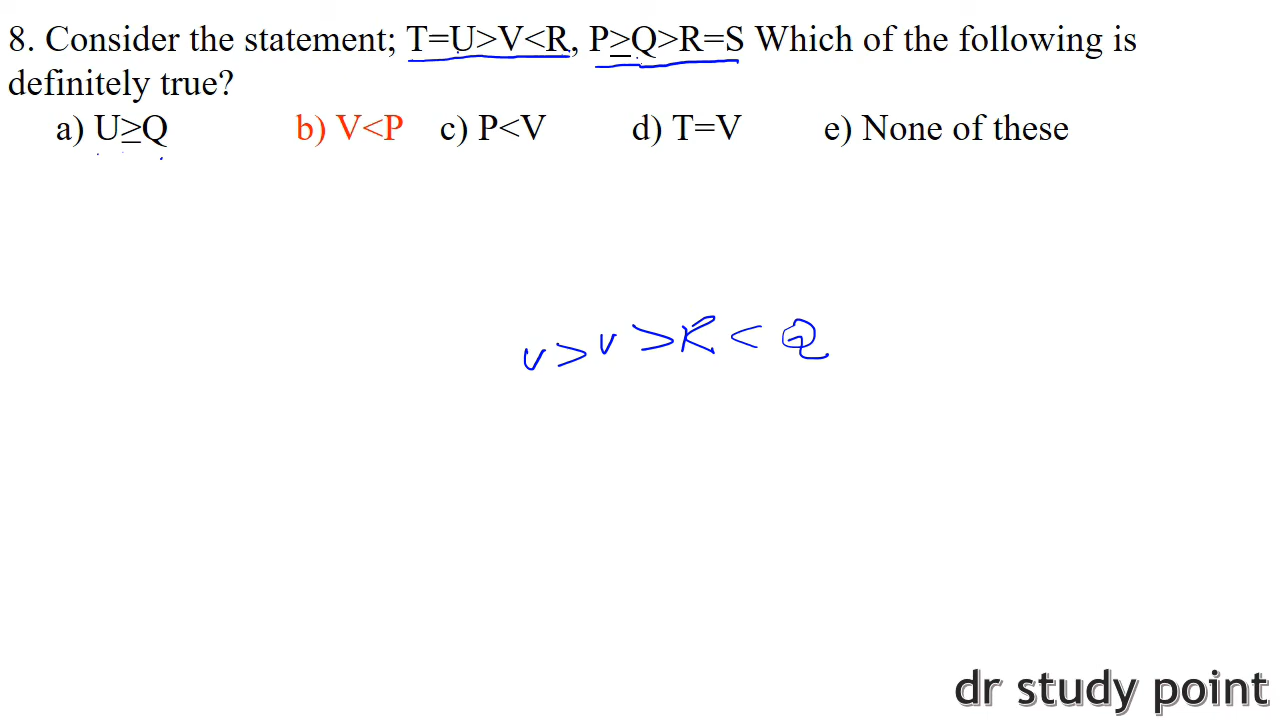 8. Consider the statement; T=U>V<R, P≥Q>R=S Which of the following is
definitely true?
a) U≥Q b) V<P c) P<V d) T=V e) None of these
v > v > R < Q
dr study point